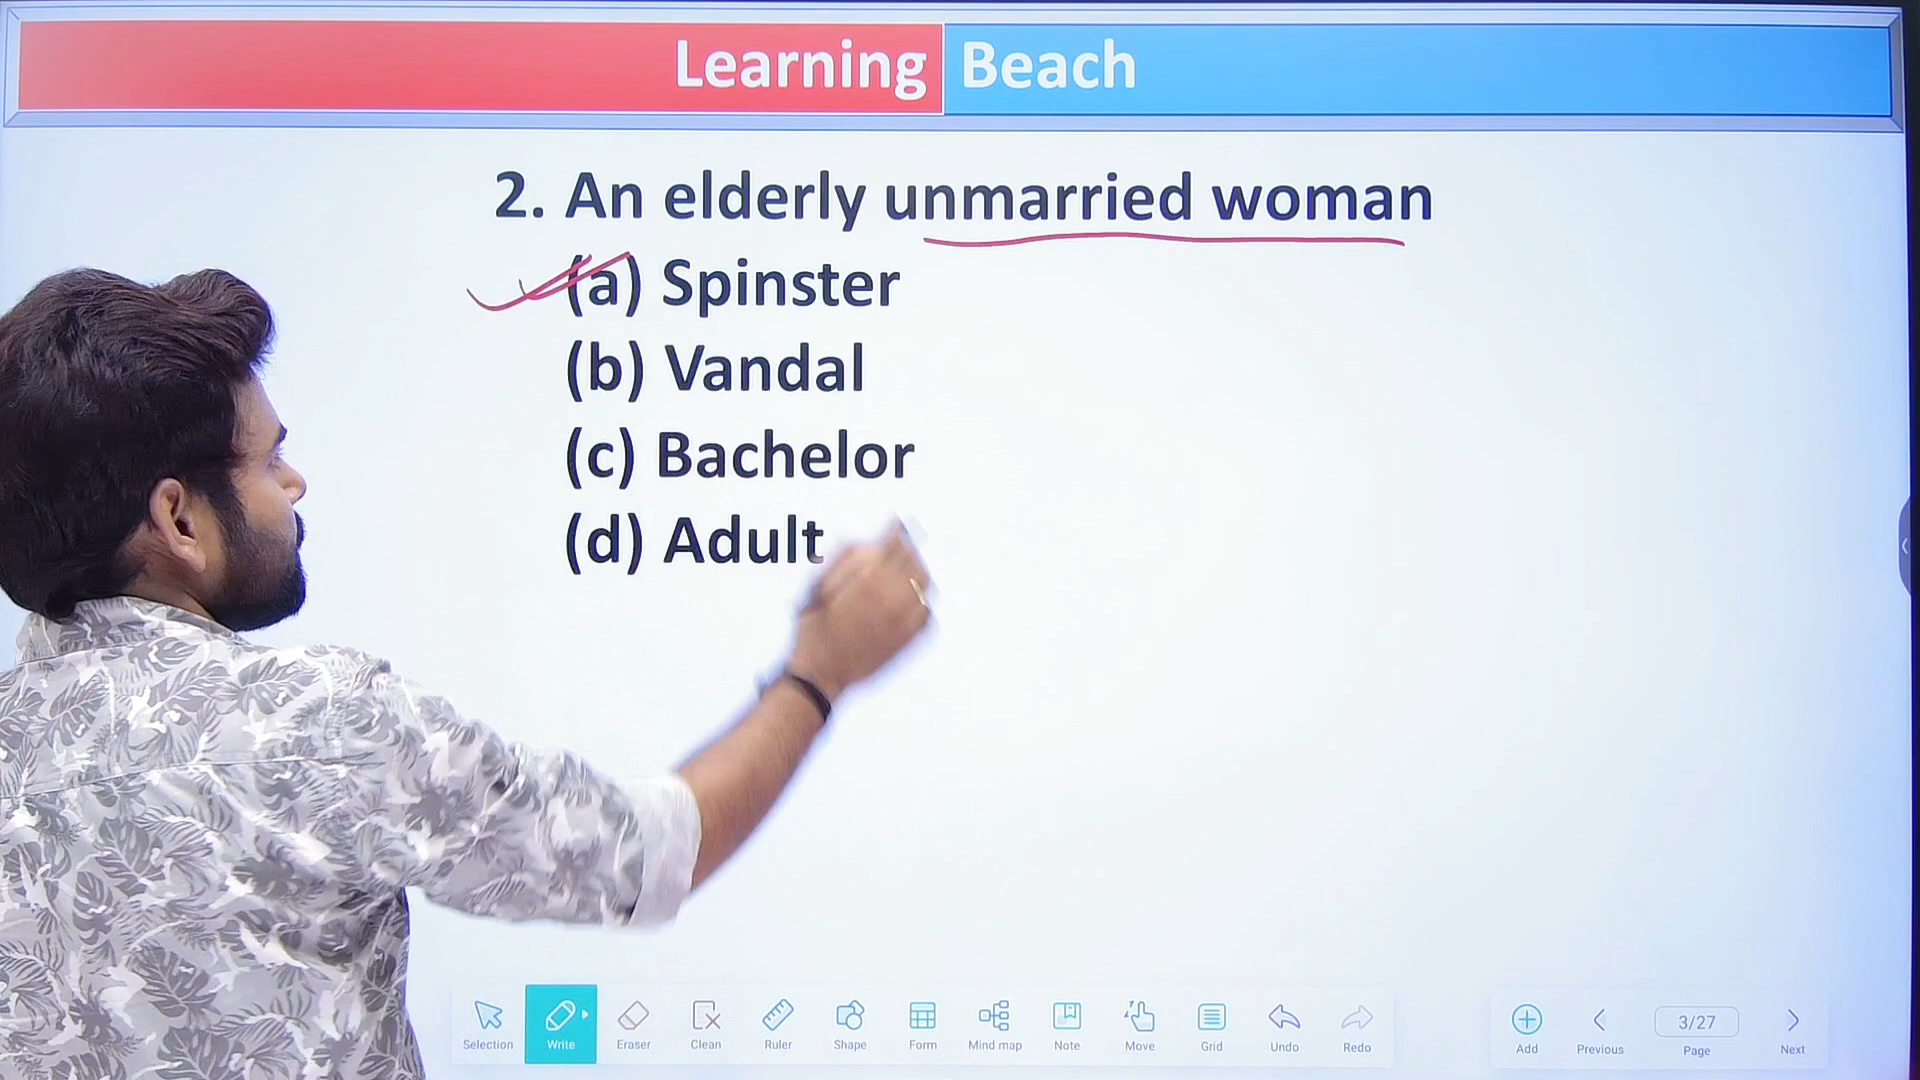 Learning Beach
2. An elderly unmarried woman
(a) Spinster
(b) Vandal
(c) Bachelor
(d) Adult
Selection Write Eraser Clean Ruler Shape Form Mind map Note Move Grid Undo Redo
Add Previous 3/27 Page Next